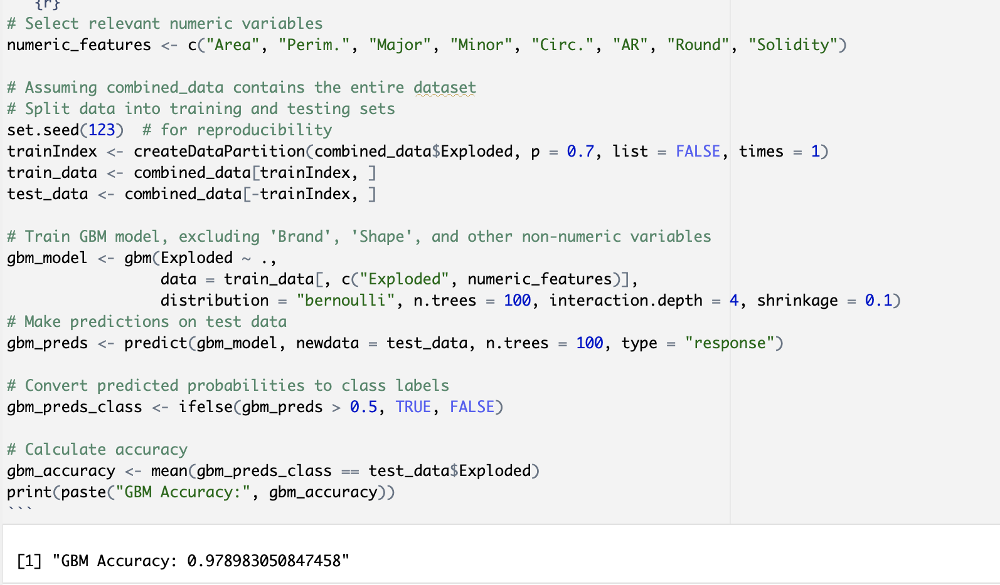 {r}
# Select relevant numeric variables
numeric_features <- c("Area", "Perim.", "Major", "Minor", "Circ.", "AR", "Round", "Solidity")
# Assuming combined_data contains the entire dataset
# Split data into training and testing sets
set.seed(123)  # for reproducibility
trainIndex <- createDataPartition(combined_data$Exploded, p = 0.7, list = FALSE, times = 1)
train_data <- combined_data[trainIndex, ]
test_data <- combined_data[-trainIndex, ]
# Train GBM model, excluding 'Brand', 'Shape', and other non-numeric variables
gbm_model <- gbm(Exploded ~ .,
                 data = train_data[, c("Exploded", numeric_features)],
                 distribution = "bernoulli", n.trees = 100, interaction.depth = 4, shrinkage = 0.1)
# Make predictions on test data
gbm_preds <- predict(gbm_model, newdata = test_data, n.trees = 100, type = "response")
# Convert predicted probabilities to class labels
gbm_preds_class <- ifelse(gbm_preds > 0.5, TRUE, FALSE)
# Calculate accuracy
gbm_accuracy <- mean(gbm_preds_class == test_data$Exploded)
print(paste("GBM Accuracy:", gbm_accuracy))
```
[1] "GBM Accuracy: 0.978983050847458"